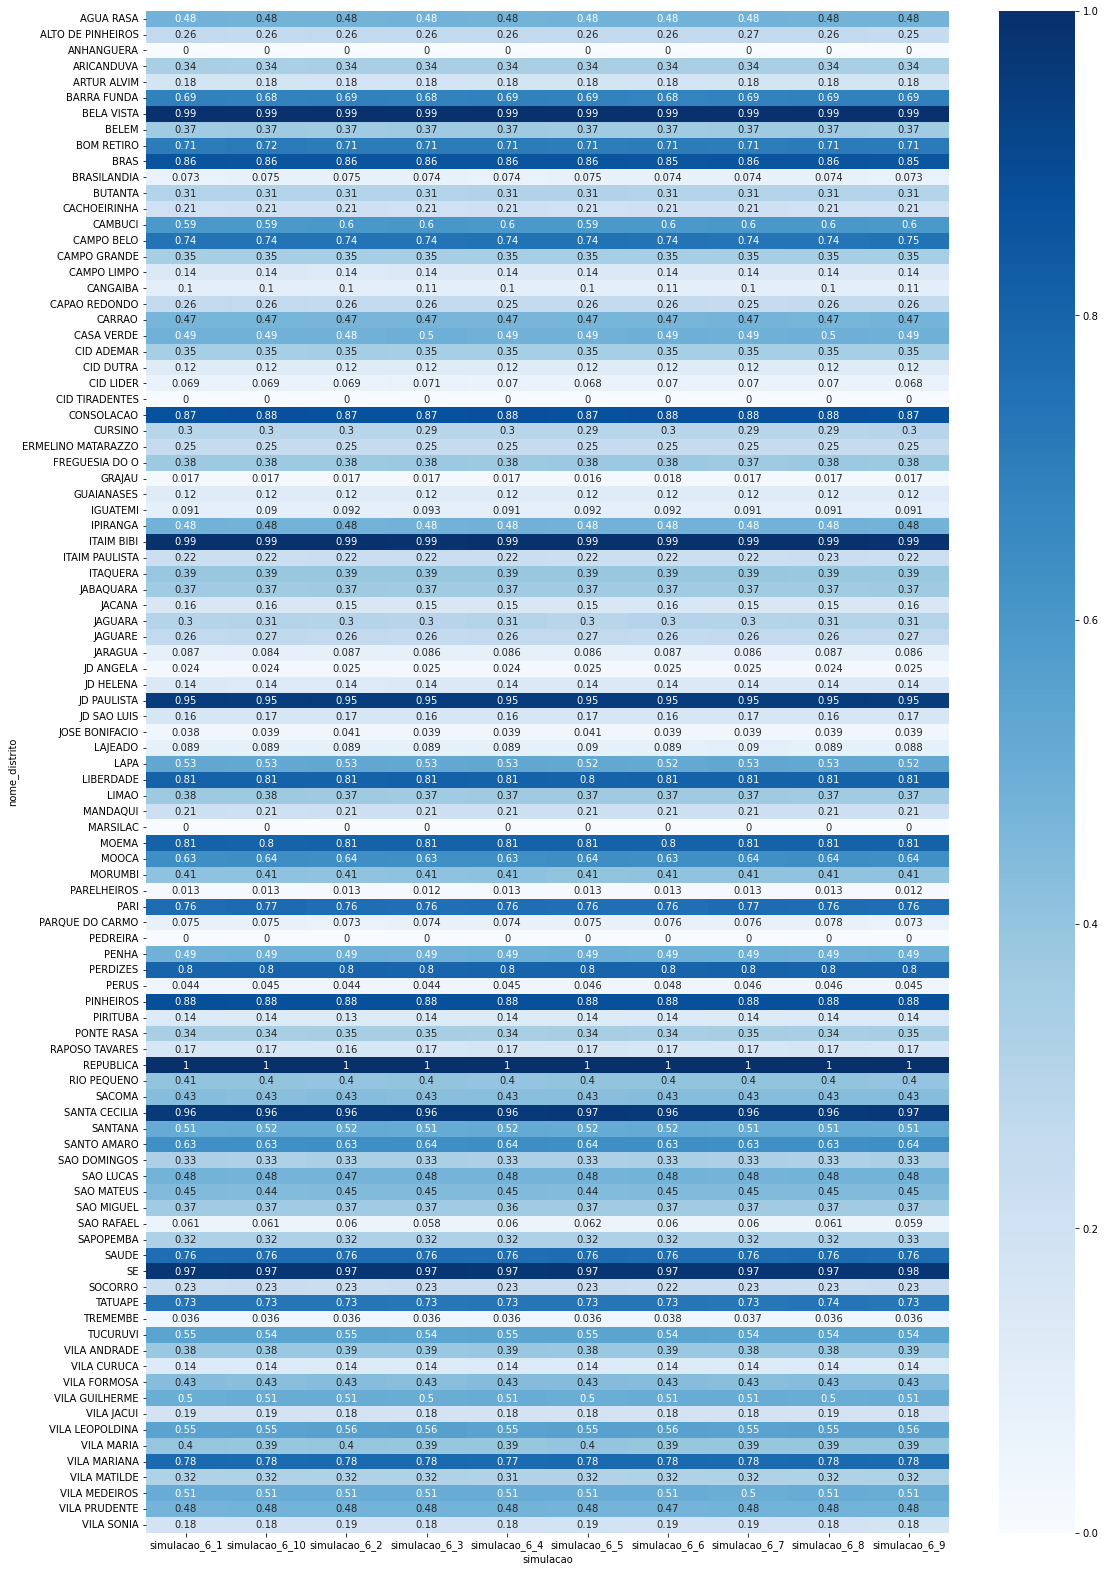 AGUA RASA 0.48 0.48 0.48 0.48 0.48 0.48 0.48 0.48 0.48 0.48
ALTO DE PINHEIROS 0.26 0.26 0.26 0.26 0.26 0.26 0.26 0.27 0.26 0.25
ANHANGUERA 0 0 0 0 0 0 0 0 0 0
ARICANDUVA 0.34 0.34 0.34 0.34 0.34 0.34 0.34 0.34 0.34 0.34
ARTUR ALVIM 0.18 0.18 0.18 0.18 0.18 0.18 0.18 0.18 0.18 0.18
BARRA FUNDA 0.69 0.68 0.69 0.68 0.69 0.69 0.68 0.69 0.69 0.69
BELA VISTA 0.99 0.99 0.99 0.99 0.99 0.99 0.99 0.99 0.99 0.99
BELEM 0.37 0.37 0.37 0.37 0.37 0.37 0.37 0.37 0.37 0.37
BOM RETIRO 0.71 0.72 0.71 0.71 0.71 0.71 0.71 0.71 0.71 0.71
BRAS 0.86 0.86 0.86 0.86 0.86 0.86 0.85 0.86 0.86 0.85
BRASILANDIA 0.073 0.075 0.075 0.074 0.074 0.075 0.074 0.074 0.074 0.073
BUTANTA 0.31 0.31 0.31 0.31 0.31 0.31 0.31 0.31 0.31 0.31
CACHOEIRINHA 0.21 0.21 0.21 0.21 0.21 0.21 0.21 0.21 0.21 0.21
CAMBUCI 0.59 0.59 0.6 0.6 0.6 0.59 0.6 0.6 0.6 0.6
CAMPO BELO 0.74 0.74 0.74 0.74 0.74 0.74 0.74 0.74 0.74 0.75
CAMPO GRANDE 0.35 0.35 0.35 0.35 0.35 0.35 0.35 0.35 0.35 0.35
CAMPO LIMPO 0.14 0.14 0.14 0.14 0.14 0.14 0.14 0.14 0.14 0.14
CANGAIBA 0.1 0.1 0.1 0.11 0.1 0.1 0.11 0.1 0.1 0.11
CAPAO REDONDO 0.26 0.26 0.26 0.26 0.25 0.26 0.26 0.25 0.26 0.26
CARRAO 0.47 0.47 0.47 0.47 0.47 0.47 0.47 0.47 0.47 0.47
CASA VERDE 0.49 0.49 0.48 0.5 0.49 0.49 0.49 0.49 0.5 0.49
CID ADEMAR 0.35 0.35 0.35 0.35 0.35 0.35 0.35 0.35 0.35 0.35
CID DUTRA 0.12 0.12 0.12 0.12 0.12 0.12 0.12 0.12 0.12 0.12
CID LIDER 0.069 0.069 0.069 0.071 0.07 0.068 0.07 0.07 0.07 0.068
CID TIRADENTES 0 0 0 0 0 0 0 0 0 0
CONSOLACAO 0.87 0.88 0.87 0.87 0.88 0.87 0.88 0.88 0.88 0.87
CURSINO 0.3 0.3 0.3 0.29 0.3 0.29 0.3 0.29 0.29 0.3
ERMELINO MATARAZZO 0.25 0.25 0.25 0.25 0.25 0.25 0.25 0.25 0.25 0.25
FREGUESIA DO O 0.38 0.38 0.38 0.38 0.38 0.38 0.38 0.37 0.38 0.38
GRAJAU 0.017 0.017 0.017 0.017 0.017 0.016 0.018 0.017 0.017 0.017
GUAIANASES 0.12 0.12 0.12 0.12 0.12 0.12 0.12 0.12 0.12 0.12
IGUATEMI 0.091 0.09 0.092 0.093 0.091 0.092 0.092 0.091 0.091 0.091
IPIRANGA 0.48 0.48 0.48 0.48 0.48 0.48 0.48 0.48 0.48 0.48
ITAIM BIBI 0.99 0.99 0.99 0.99 0.99 0.99 0.99 0.99 0.99 0.99
ITAIM PAULISTA 0.22 0.22 0.22 0.22 0.22 0.22 0.22 0.22 0.23 0.22
ITAQUERA 0.39 0.39 0.39 0.39 0.39 0.39 0.39 0.39 0.39 0.39
JABAQUARA 0.37 0.37 0.37 0.37 0.37 0.37 0.37 0.37 0.37 0.37
JACANA 0.16 0.16 0.15 0.15 0.15 0.15 0.16 0.15 0.15 0.16
JAGUARA 0.3 0.31 0.3 0.3 0.31 0.3 0.3 0.3 0.31 0.31
JAGUARE 0.26 0.27 0.26 0.26 0.26 0.27 0.26 0.26 0.26 0.27
JARAGUA 0.087 0.084 0.087 0.086 0.086 0.086 0.087 0.086 0.087 0.086
JD ANGELA 0.024 0.024 0.025 0.025 0.024 0.025 0.025 0.025 0.024 0.025
JD HELENA 0.14 0.14 0.14 0.14 0.14 0.14 0.14 0.14 0.14 0.14
JD PAULISTA 0.95 0.95 0.95 0.95 0.95 0.95 0.95 0.95 0.95 0.95
JD SAO LUIS 0.16 0.17 0.17 0.16 0.16 0.17 0.16 0.17 0.16 0.17
JOSE BONIFACIO 0.038 0.039 0.041 0.039 0.039 0.041 0.039 0.039 0.039 0.039
LAJEADO 0.089 0.089 0.089 0.089 0.089 0.09 0.089 0.09 0.089 0.088
LAPA 0.53 0.53 0.53 0.53 0.53 0.52 0.52 0.53 0.53 0.52
LIBERDADE 0.81 0.81 0.81 0.81 0.81 0.8 0.81 0.81 0.81 0.81
LIMAO 0.38 0.38 0.37 0.37 0.37 0.37 0.37 0.37 0.37 0.37
MANDAQUI 0.21 0.21 0.21 0.21 0.21 0.21 0.21 0.21 0.21 0.21
MARSILAC 0 0 0 0 0 0 0 0 0 0
MOEMA 0.81 0.8 0.81 0.81 0.81 0.81 0.8 0.81 0.81 0.81
MOOCA 0.63 0.64 0.64 0.63 0.63 0.64 0.63 0.64 0.64 0.64
MORUMBI 0.41 0.41 0.41 0.41 0.41 0.41 0.41 0.41 0.41 0.41
PARELHEIROS 0.013 0.013 0.013 0.012 0.013 0.013 0.013 0.013 0.013 0.012
PARI 0.76 0.77 0.76 0.76 0.76 0.76 0.76 0.77 0.76 0.76
PARQUE DO CARMO 0.075 0.075 0.073 0.074 0.074 0.075 0.076 0.076 0.078 0.073
PEDREIRA 0 0 0 0 0 0 0 0 0 0
PENHA 0.49 0.49 0.49 0.49 0.49 0.49 0.49 0.49 0.49 0.49
PERDIZES 0.8 0.8 0.8 0.8 0.8 0.8 0.8 0.8 0.8 0.8
PERUS 0.044 0.045 0.044 0.044 0.045 0.046 0.048 0.046 0.046 0.045
PINHEIROS 0.88 0.88 0.88 0.88 0.88 0.88 0.88 0.88 0.88 0.88
PIRITUBA 0.14 0.14 0.13 0.14 0.14 0.14 0.14 0.14 0.14 0.14
PONTE RASA 0.34 0.34 0.35 0.35 0.34 0.34 0.34 0.35 0.34 0.35
RAPOSO TAVARES 0.17 0.17 0.16 0.17 0.17 0.17 0.17 0.17 0.17 0.17
REPUBLICA 1 1 1 1 1 1 1 1 1 1
RIO PEQUENO 0.41 0.4 0.4 0.4 0.4 0.4 0.4 0.4 0.4 0.4
SACOMA 0.43 0.43 0.43 0.43 0.43 0.43 0.43 0.43 0.43 0.43
SANTA CECILIA 0.96 0.96 0.96 0.96 0.96 0.97 0.96 0.96 0.96 0.97
SANTANA 0.51 0.52 0.52 0.51 0.52 0.52 0.52 0.51 0.51 0.51
SANTO AMARO 0.63 0.63 0.63 0.64 0.64 0.64 0.63 0.63 0.63 0.64
SAO DOMINGOS 0.33 0.33 0.33 0.33 0.33 0.33 0.33 0.33 0.33 0.33
SAO LUCAS 0.48 0.48 0.47 0.48 0.48 0.48 0.48 0.48 0.48 0.48
SAO MATEUS 0.45 0.44 0.45 0.45 0.45 0.44 0.45 0.45 0.45 0.45
SAO MIGUEL 0.37 0.37 0.37 0.37 0.36 0.37 0.37 0.37 0.37 0.37
SAO RAFAEL 0.061 0.061 0.06 0.058 0.06 0.062 0.06 0.06 0.061 0.059
SAPOPEMBA 0.32 0.32 0.32 0.32 0.32 0.32 0.32 0.32 0.32 0.33
SAUDE 0.76 0.76 0.76 0.76 0.76 0.76 0.76 0.76 0.76 0.76
SE 0.97 0.97 0.97 0.97 0.97 0.97 0.97 0.97 0.97 0.98
SOCORRO 0.23 0.23 0.23 0.23 0.23 0.23 0.22 0.23 0.23 0.23
TATUAPE 0.73 0.73 0.73 0.73 0.73 0.73 0.73 0.73 0.74 0.73
TREMEMBE 0.036 0.036 0.036 0.036 0.036 0.036 0.038 0.037 0.036 0.036
TUCURUVI 0.55 0.54 0.55 0.54 0.55 0.55 0.54 0.54 0.54 0.54
VILA ANDRADE 0.38 0.38 0.39 0.39 0.39 0.38 0.39 0.38 0.38 0.39
VILA CURUCA 0.14 0.14 0.14 0.14 0.14 0.14 0.14 0.14 0.14 0.14
VILA FORMOSA 0.43 0.43 0.43 0.43 0.43 0.43 0.43 0.43 0.43 0.43
VILA GUILHERME 0.5 0.51 0.51 0.5 0.51 0.5 0.51 0.51 0.5 0.51
VILA JACUI 0.19 0.19 0.18 0.18 0.18 0.18 0.18 0.18 0.19 0.18
VILA LEOPOLDINA 0.55 0.55 0.56 0.56 0.55 0.55 0.56 0.55 0.55 0.56
VILA MARIA 0.4 0.39 0.4 0.39 0.39 0.4 0.39 0.39 0.39 0.39
VILA MARIANA 0.78 0.78 0.78 0.78 0.77 0.78 0.78 0.78 0.78 0.78
VILA MATILDE 0.32 0.32 0.32 0.32 0.31 0.32 0.32 0.32 0.32 0.32
VILA MEDEIROS 0.51 0.51 0.51 0.51 0.51 0.51 0.51 0.5 0.51 0.51
VILA PRUDENTE 0.48 0.48 0.48 0.48 0.48 0.48 0.47 0.48 0.48 0.48
VILA SONIA 0.18 0.18 0.19 0.18 0.18 0.19 0.19 0.19 0.18 0.18
simulacao_6_1 simulacao_6_10 simulacao_6_2 simulacao_6_3 simulacao_6_4 simulacao_6_5 simulacao_6_6 simulacao_6_7 simulacao_6_8 simulacao_6_9
simulacao
nome_distrito
1.0
0.8
0.6
0.4
0.2
0.0